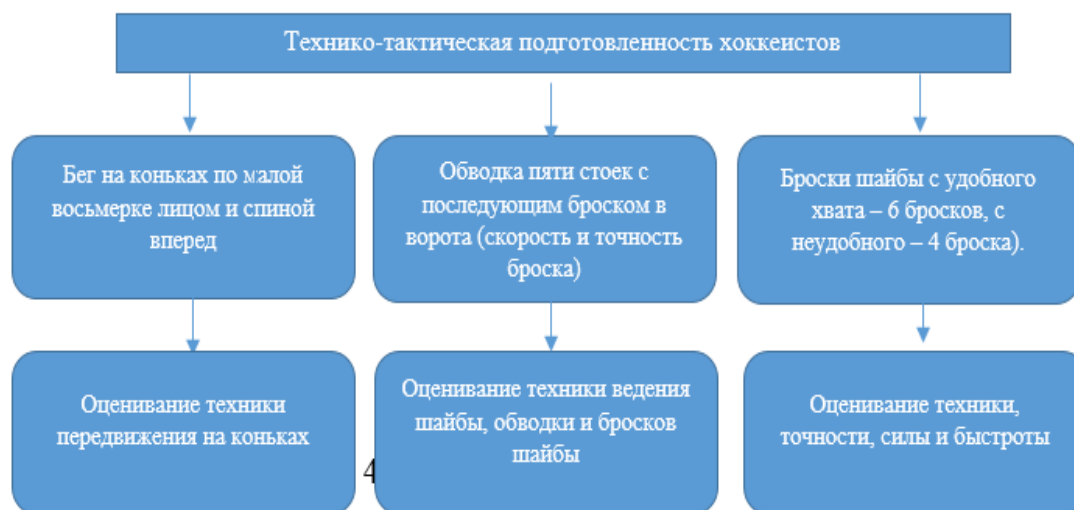 Технико-тактическая подготовленность хоккеистов
Бег на коньках по малой
восьмерке лицом и спиной
вперед
Обводка пяти стоек с
последующим броском в
ворота (скорость и точность
броска)
Броски шайбы с удобного
хвата – 6 бросков, с
неудобного – 4 броска).
Оценивание техники
передвижения на коньках
Оценивание техники ведения
шайбы, обводки и бросков
шайбы
Оценивание техники,
точности, силы и быстроты
4